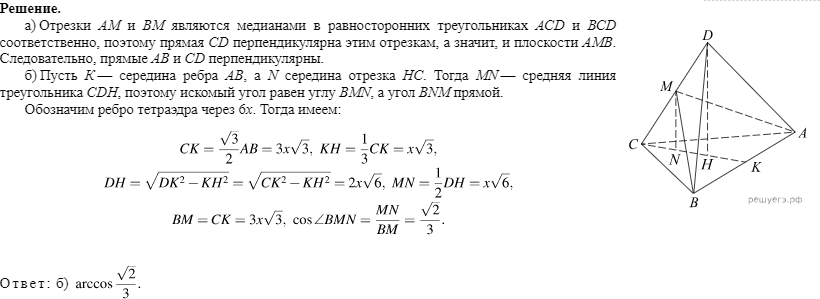 Решение.
а) Отрезки AM и BM являются медианами в равносторонних треугольниках ACD и BCD
соответственно, поэтому прямая CD перпендикулярна этим отрезкам, а значит, и плоскости AMB.
Следовательно, прямые AB и CD перпендикулярны.
б) Пусть K — середина ребра AB, а N середина отрезка HC. Тогда MN — средняя линия
треугольника CDH, поэтому искомый угол равен углу BMN, а угол BNM прямой.
Обозначим ребро тетраэдра через 6x. Тогда имеем:
CK = \frac{\sqrt{3}}{2}AB = 3x\sqrt{3}, KH = \frac{1}{3}CK = x\sqrt{3},
DH = \sqrt{DK^2 − KH^2} = \sqrt{CK^2 − KH^2} = 2x\sqrt{6}, MN = \frac{1}{2}DH = x\sqrt{6},
BM = CK = 3x\sqrt{3}, cos∠BMN = \frac{MN}{BM} = \frac{\sqrt{2}}{3}.
Ответ: б) arccos \frac{\sqrt{2}}{3}.
D
M
A
C
N
H
K
B
решуегэ.рф